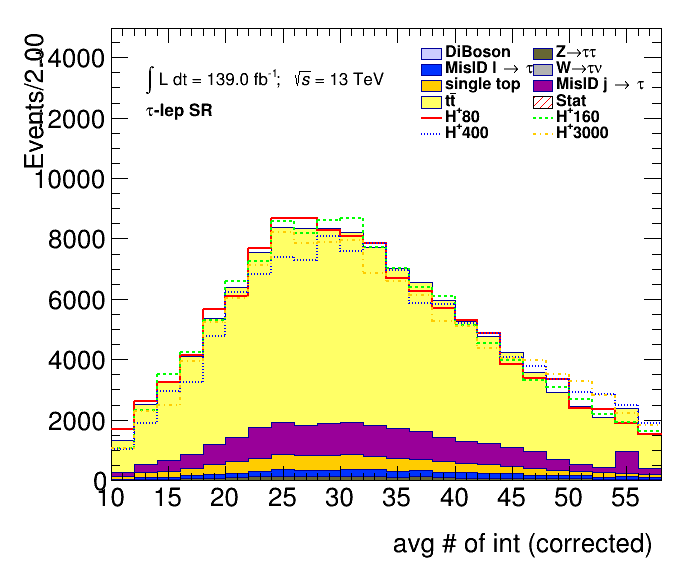 Events/2.00
∫ L dt = 139.0 fb⁻¹; √s = 13 TeV
τ-lep SR
DiBoson Z→ττ
MisID l → τ W→τν
single top MisID j → τ
tt̄ Stat
H⁺80 H⁺160
H⁺400 H⁺3000
14000
12000
10000
8000
6000
4000
2000
0
10 15 20 25 30 35 40 45 50 55
avg # of int (corrected)